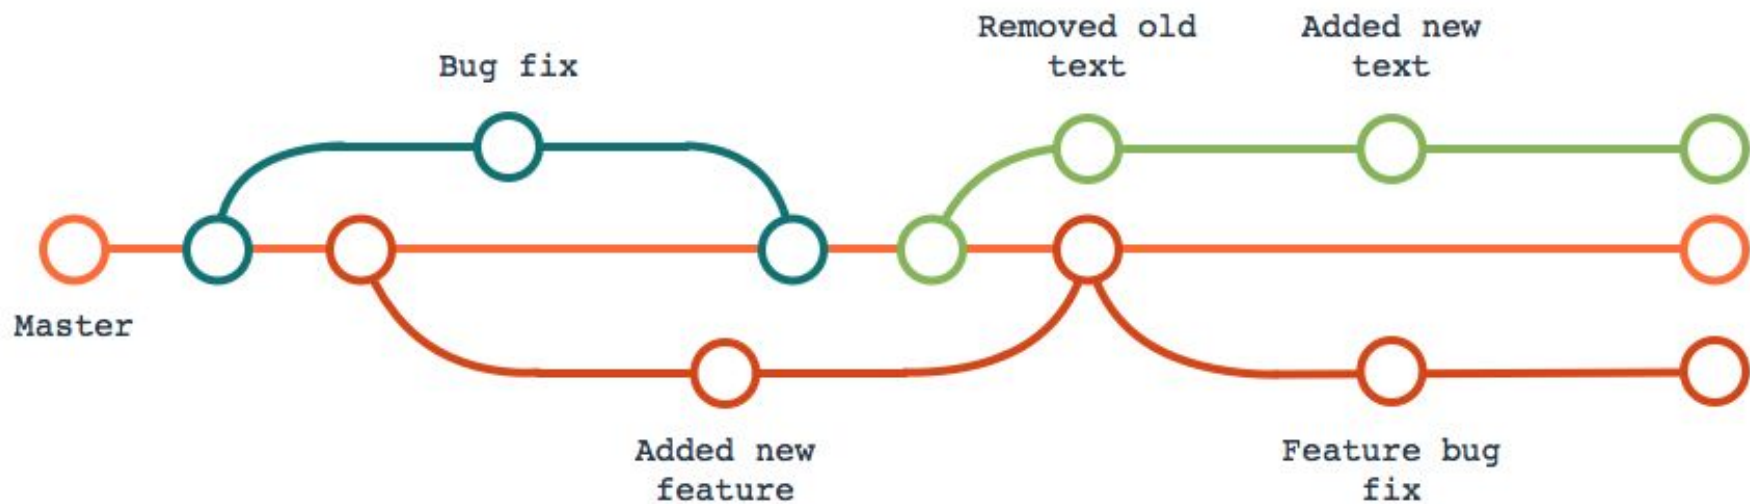 Removed old
text
Added new
text
Bug fix
Master
Added new
feature
Feature bug
fix